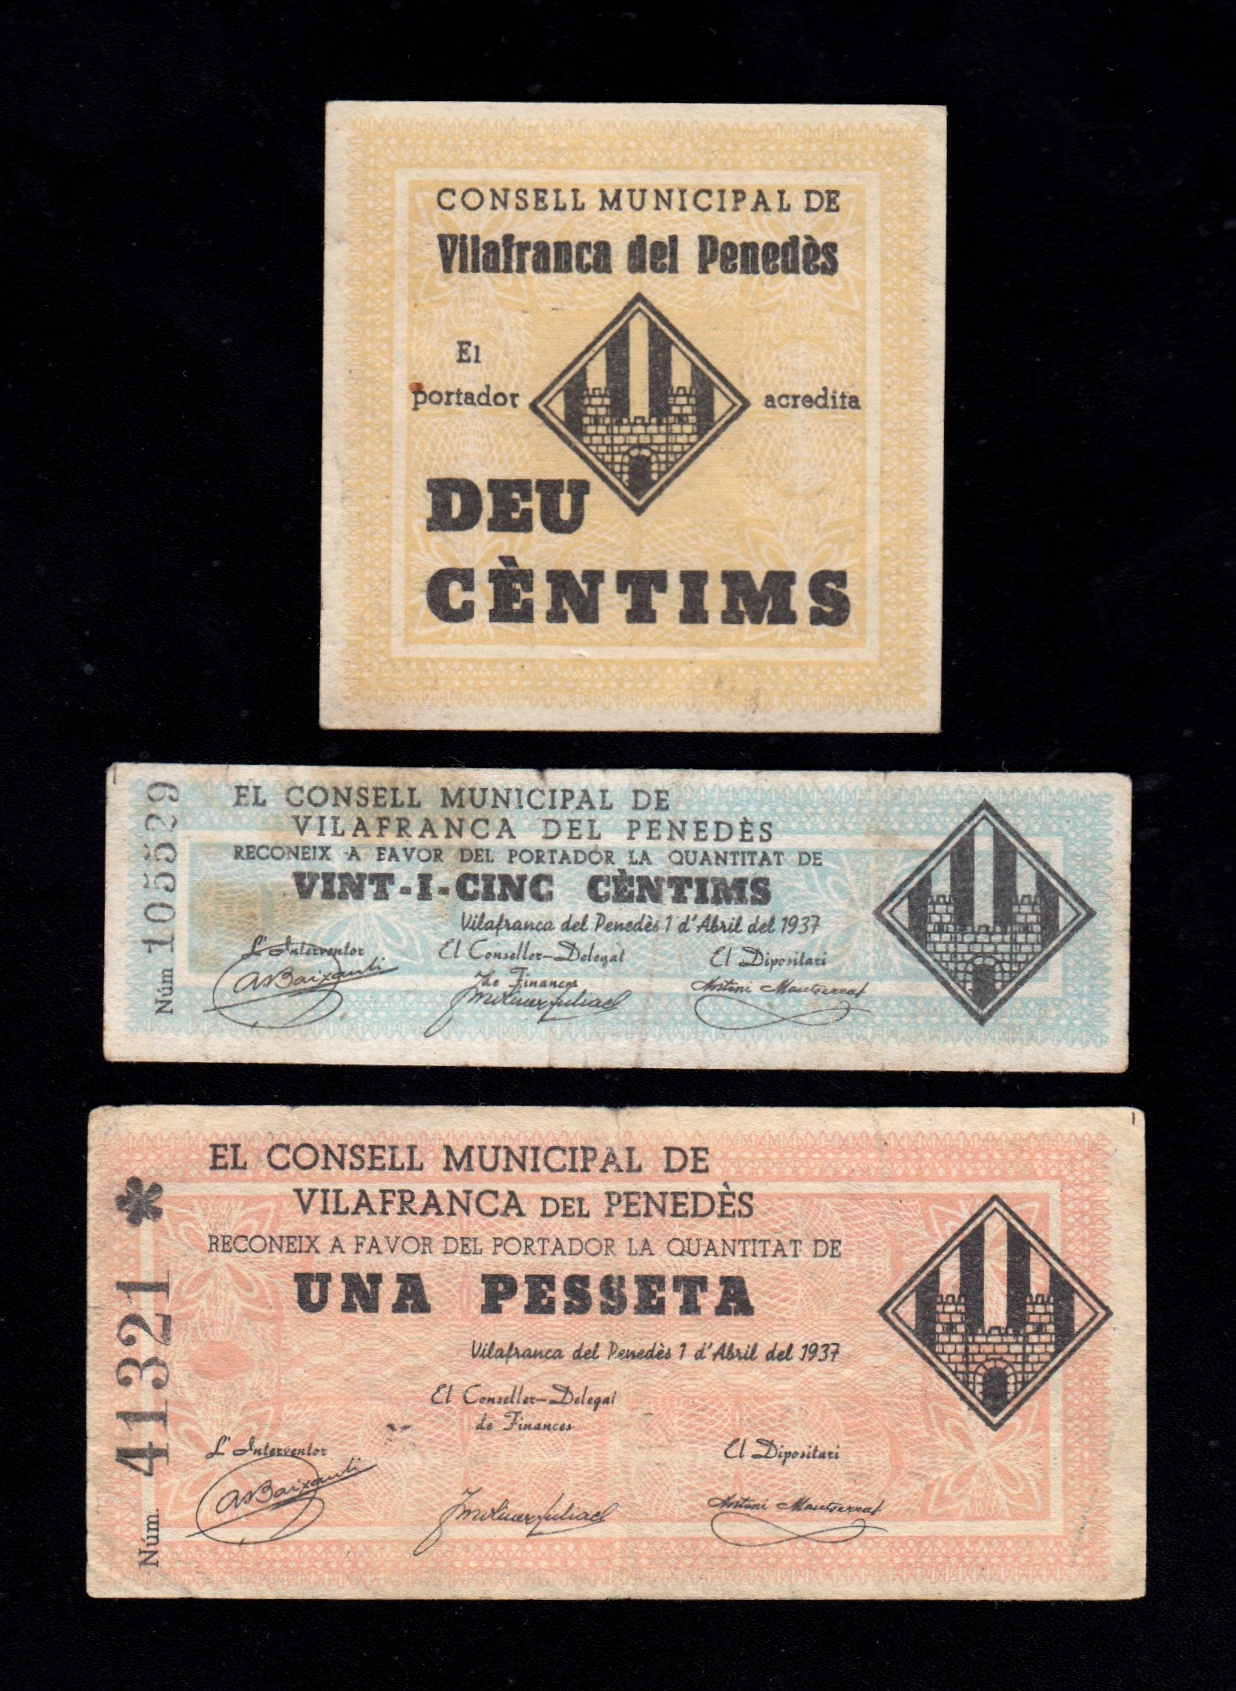 CONSELL MUNICIPAL DE
Vilafranca del Penedès
El
portador acredita
DEU
CÈNTIMS
Núm 105529
EL CONSELL MUNICIPAL DE
VILAFRANCA DEL PENEDÈS
RECONEIX A FAVOR DEL PORTADOR LA QUANTITAT DE
VINT-I-CINC CÈNTIMS
Vilafranca del Penedès 1 d'Abril del 1937
L'Interventor El Conseller-Delegat El Dipositari
de Finances
Antoni Montserrat
Núm. 41321
EL CONSELL MUNICIPAL DE
VILAFRANCA DEL PENEDÈS
RECONEIX A FAVOR DEL PORTADOR LA QUANTITAT DE
UNA PESSETA
Vilafranca del Penedès 1 d'Abril del 1937
El Conseller-Delegat
de Finances
L'Interventor El Dipositari
Antoni Montserrat